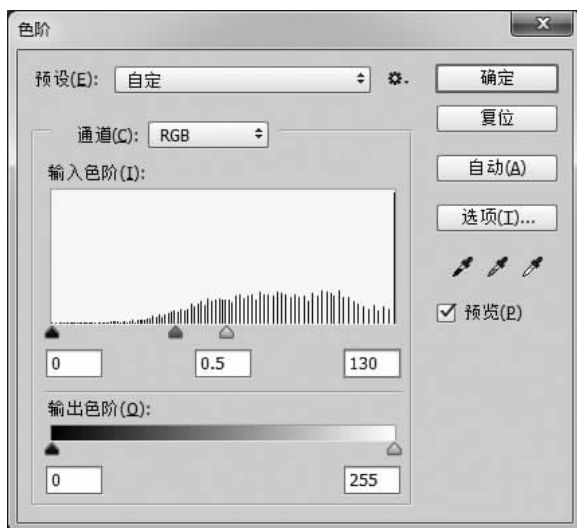 色阶
预设(E): 自定
确定
复位
自动(A)
选项(T)...
预览(P)
通道(C): RGB
输入色阶(I):
0 0.5 130
输出色阶(O):
0 255